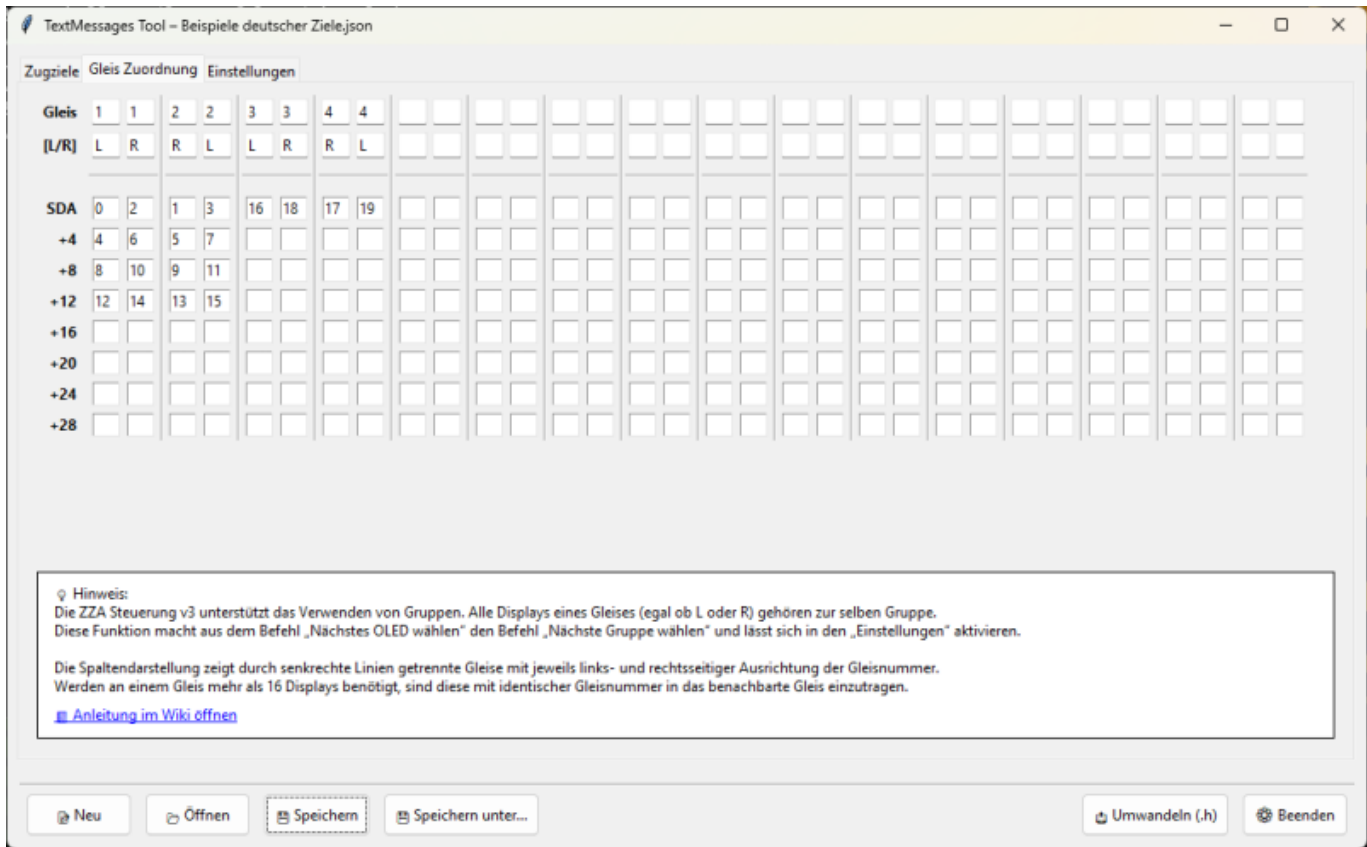 TextMessages Tool – Beispiele deutscher Ziele.json
Zugziele Gleis Zuordnung Einstellungen
Gleis 1 1 2 2 3 3 4 4
[L/R] L R R L L R R L
SDA 0 2 1 3 16 18 17 19
+4 4 6 5 7
+8 8 10 9 11
+12 12 14 13 15
+16
+20
+24
+28
Hinweis:
Die ZZA Steuerung v3 unterstützt das Verwenden von Gruppen. Alle Displays eines Gleises (egal ob L oder R) gehören zur selben Gruppe.
Diese Funktion macht aus dem Befehl „Nächstes OLED wählen“ den Befehl „Nächste Gruppe wählen“ und lässt sich in den „Einstellungen“ aktivieren.
Die Spaltendarstellung zeigt durch senkrechte Linien getrennte Gleise mit jeweils links- und rechtsseitiger Ausrichtung der Gleisnummer.
Werden an einem Gleis mehr als 16 Displays benötigt, sind diese mit identischer Gleisnummer in das benachbarte Gleis einzutragen.
Anleitung im Wiki öffnen
Neu Öffnen Speichern Speichern unter... Umwandeln (.h) Beenden